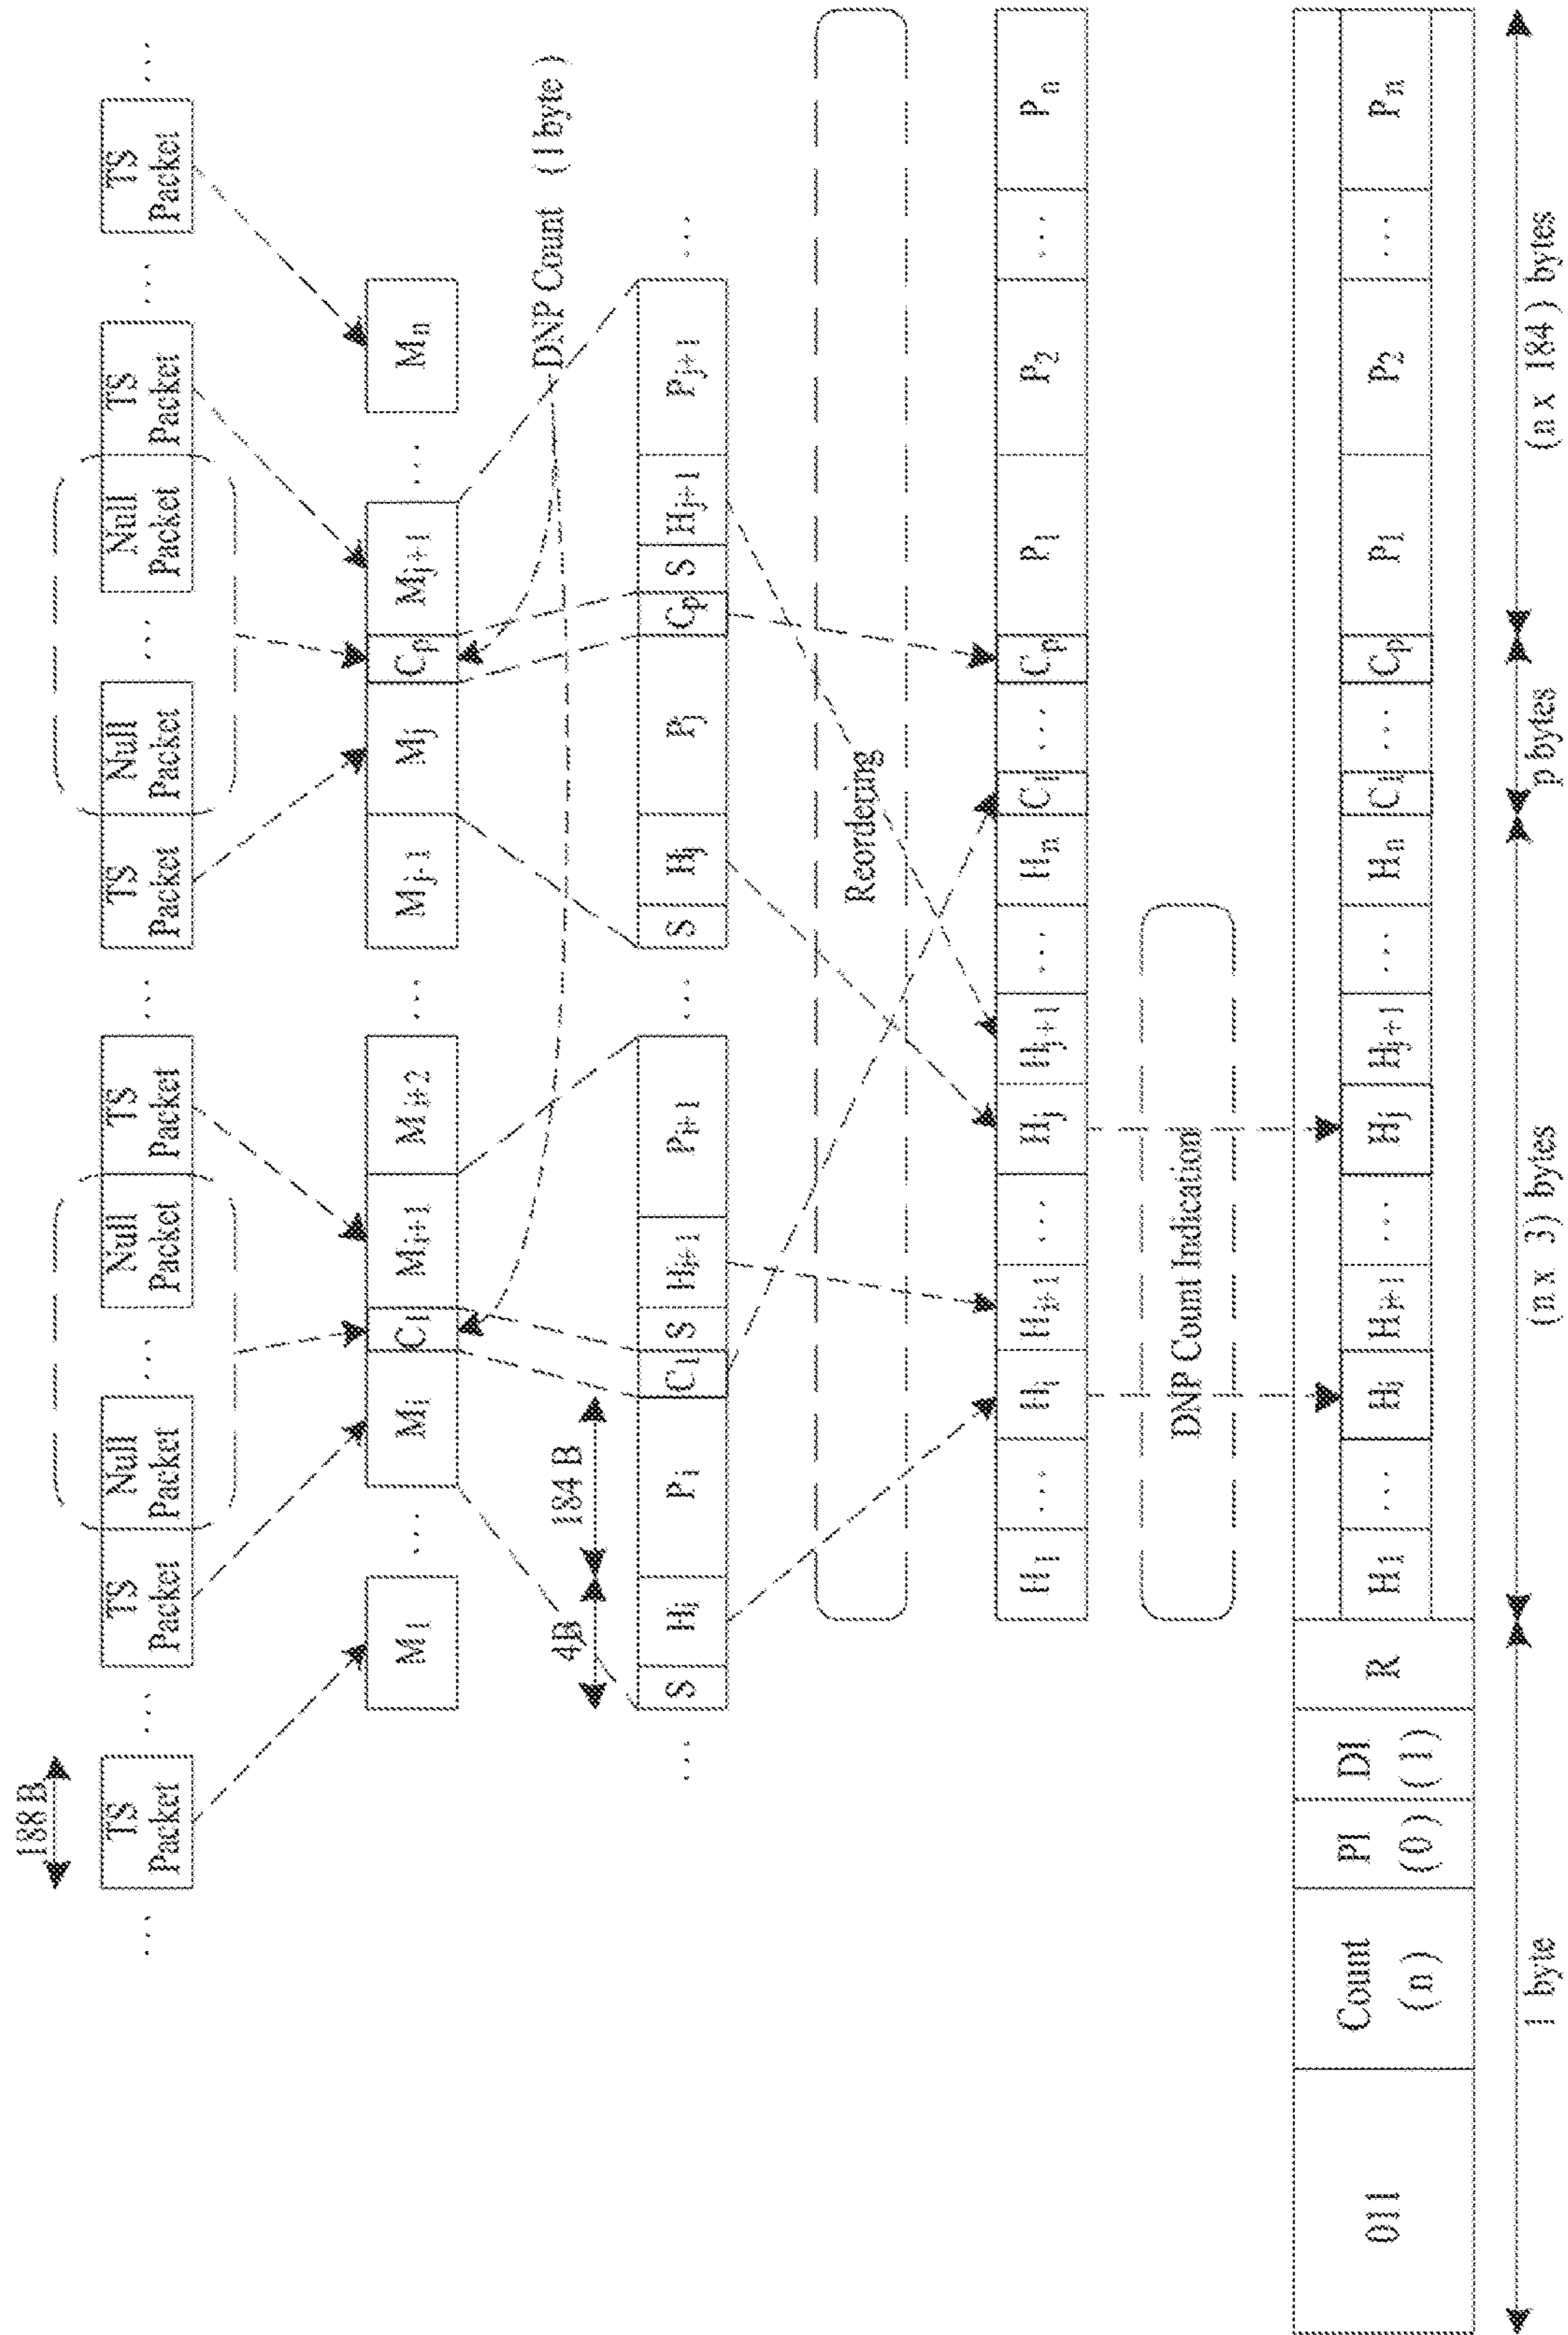 188 B
... TS ... TS Null ... Null TS ... TS Null ... Null TS ... TS ...
Packet Packet Packet Packet Packet Packet Packet Packet Packet Packet
M1 ... Mi C1 Mi+1 Mi+2 ... Mj-1 Mj Cp Mj+1 ... Mn
4B 184 B DNP Count (1 byte)
... S Hi Pi C1 S Hi+1 Pi+1 ... S Hj Pj Cp S Hj+1 Pj+1 ...
Reordering
H1 ... Hi Hi+1 ... Hj Hj+1 ... Hn C1 ... Cp P1 P2 ... Pn
DNP Count Indication
011 Count PI DI R H1 ... Hi Hi+1 ... Hj Hj+1 ... Hn C1 ... Cp P1 P2 ... Pn
(n) (0) (1)
1 byte (n x 3) bytes p bytes (n x 184) bytes